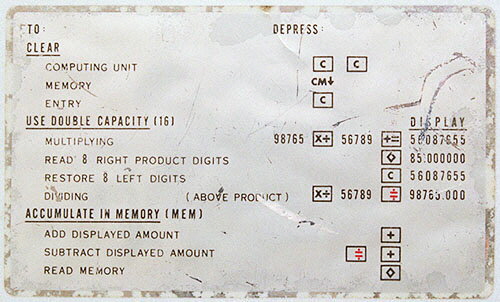 TO: DEPRESS:
CLEAR
COMPUTING UNIT C C
MEMORY CM↓
ENTRY C
USE DOUBLE CAPACITY (16) DISPLAY
MULTIPLYING 98765 X÷ 56789 += 56087655
READ 8 RIGHT PRODUCT DIGITS ◊ 85.000000
RESTORE 8 LEFT DIGITS C 56087655
DIVIDING (ABOVE PRODUCT) X÷ 56789 ÷ 98765.000
ACCUMULATE IN MEMORY (MEM)
ADD DISPLAYED AMOUNT +
SUBTRACT DISPLAYED AMOUNT ÷ +
READ MEMORY ◊